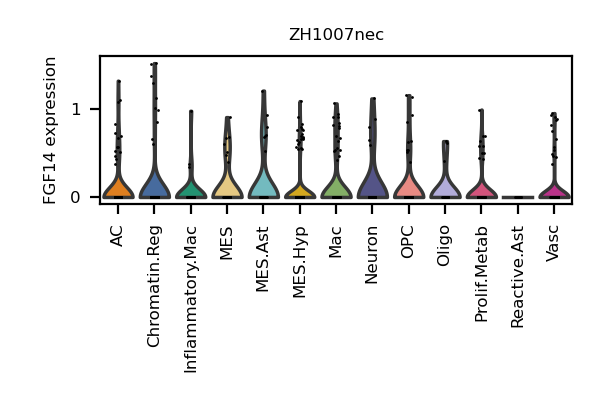 ZH1007nec
FGF14 expression
1
0
AC
Chromatin.Reg
Inflammatory.Mac
MES
MES.Ast
MES.Hyp
Mac
Neuron
OPC
Oligo
Prolif.Metab
Reactive.Ast
Vasc